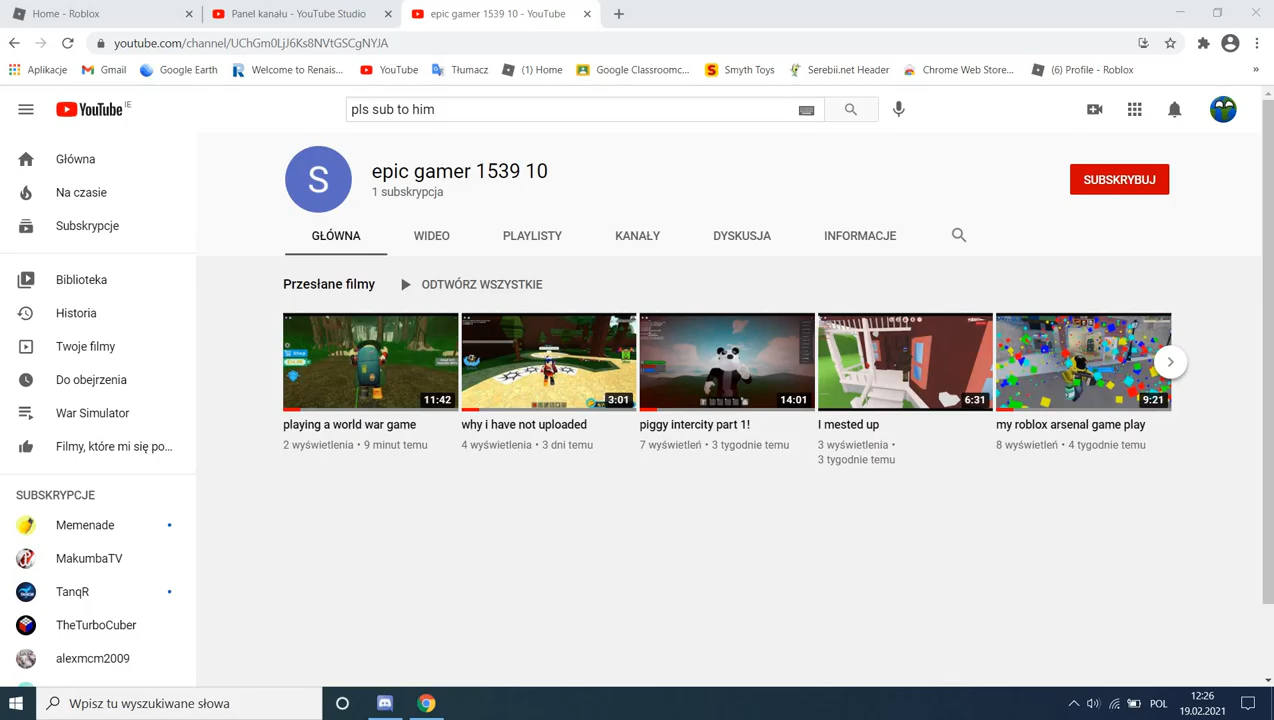 Home - Roblox
Panel kanału - YouTube Studio
epic gamer 1539 10 - YouTube
youtube.com/channel/UChGm0LjJ6Ks8NVtGSCgNYJA
Aplikacje
Gmail
Google Earth
Welcome to Renais...
YouTube
Tłumacz
(1) Home
Google Classroomc...
Smyth Toys
Serebii.net Header
Chrome Web Store...
(6) Profile - Roblox
YouTube IE
pls sub to him
Główna
Na czasie
Subskrypcje
Biblioteka
Historia
Twoje filmy
Do obejrzenia
War Simulator
Filmy, które mi się po...
SUBSKRYPCJE
Memenade
MakumbaTV
TanqR
TheTurboCuber
alexmcm2009
S
epic gamer 1539 10
1 subskrypcja
SUBSKRYBUJ
GŁÓWNA
WIDEO
PLAYLISTY
KANAŁY
DYSKUSJA
INFORMACJE
Przesłane filmy
ODTWÓRZ WSZYSTKIE
11:42
playing a world war game
2 wyświetlenia • 9 minut temu
3:01
why i have not uploaded
4 wyświetlenia • 3 dni temu
14:01
piggy intercity part 1!
7 wyświetleń • 3 tygodnie temu
6:31
I messed up
3 wyświetlenia •
3 tygodnie temu
9:21
my roblox arsenal game play
8 wyświetleń • 4 tygodnie temu
Wpisz tu wyszukiwane słowa
POL
12:26
19.02.2021